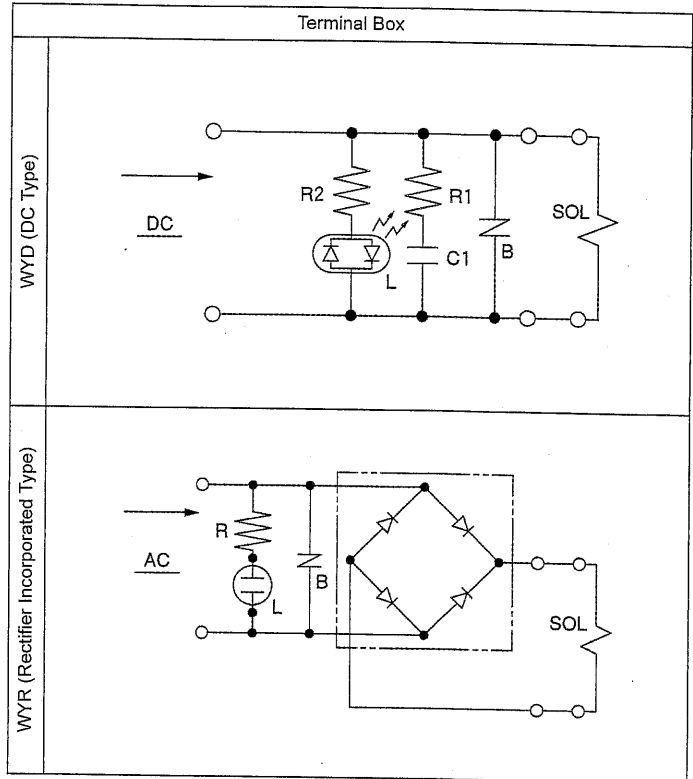 Terminal Box
WYD (DC Type)
DC
R2
R1
L
C1
B
SOL
WYR (Rectifier Incorporated Type)
AC
R
L
B
SOL